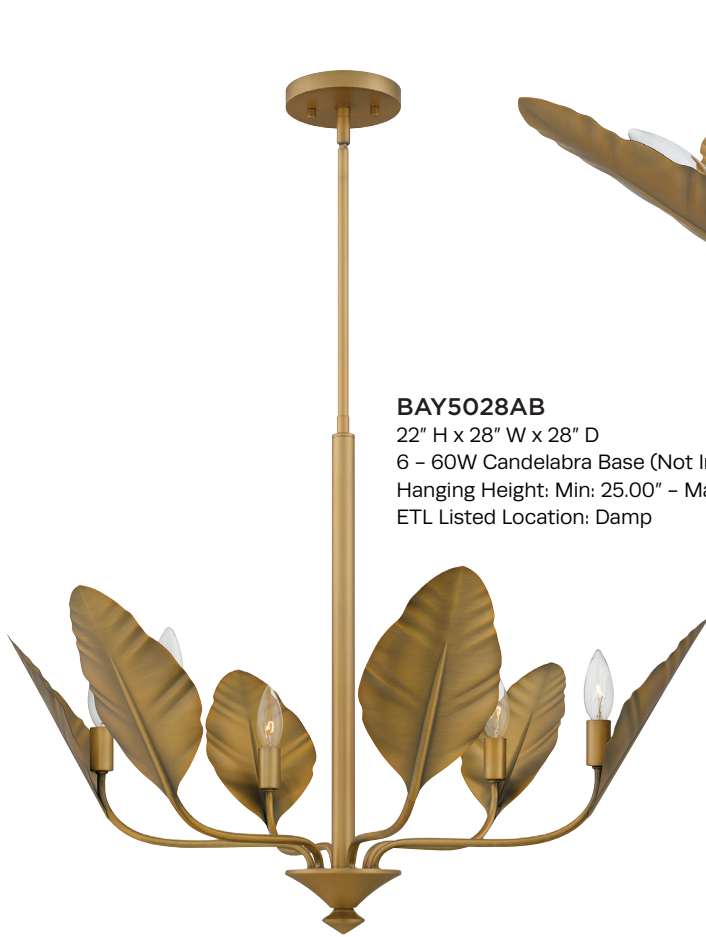 BAY5028AB
22" H x 28" W x 28" D
6 – 60W Candelabra Base (Not
Hanging Height: Min: 25.00" –
ETL Listed Location: Damp